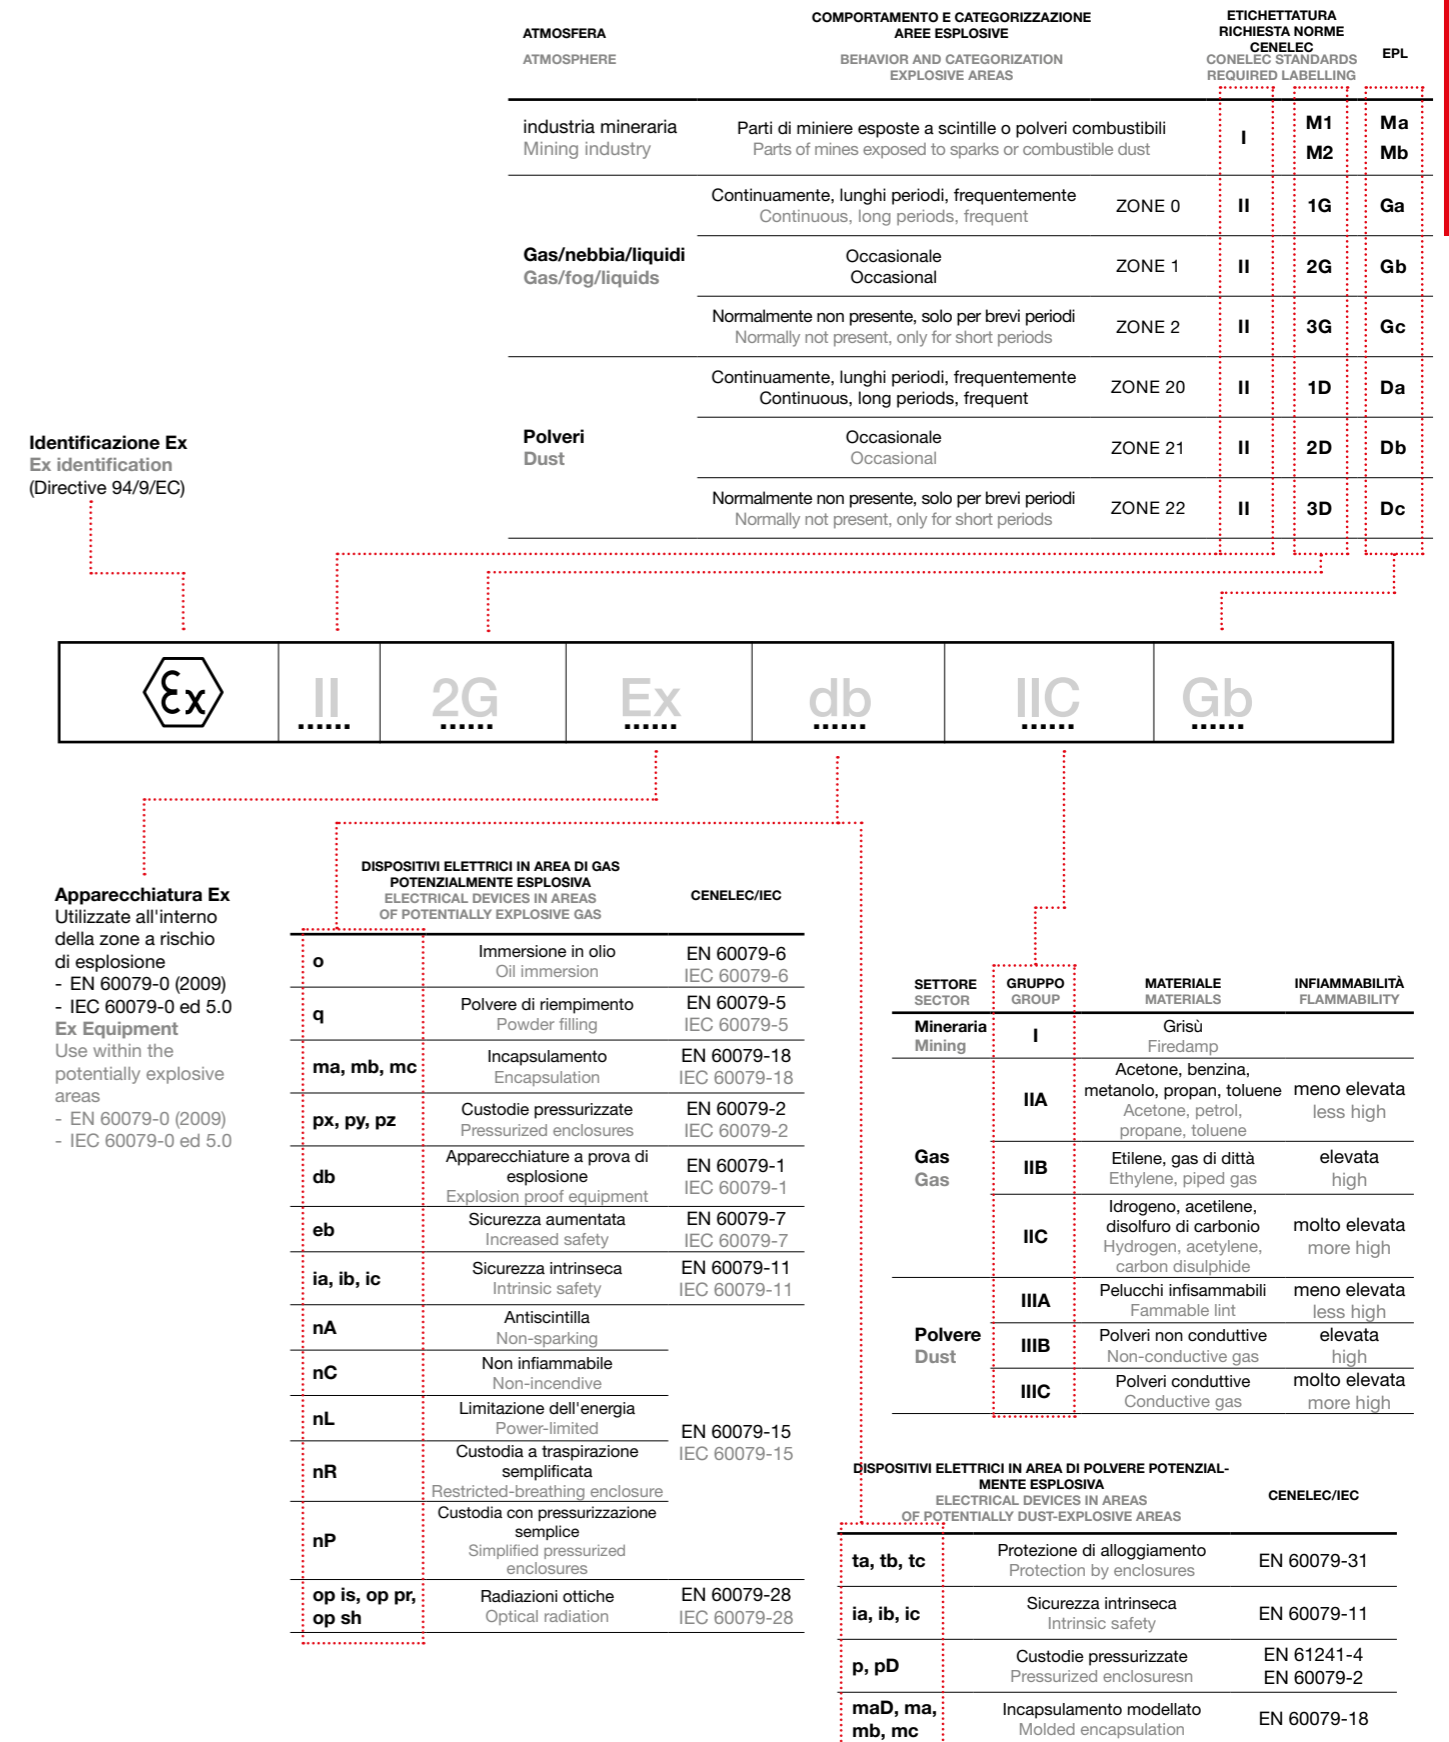 ATMOSFERA
ATMOSPHERE
COMPORTAMENTO E CATEGORIZZAZIONE
AREE ESPLOSIVE
BEHAVIOR AND CATEGORIZATION
EXPLOSIVE AREAS
ETICHETTATURA
RICHIESTA NORME
CENELEC
CONELEC STANDARDS
REQUIRED LABELLING
EPL
industria mineraria
Mining industry
Parti di miniere esposte a scintille o polveri combustibili
Parts of mines exposed to sparks or combustible dust
I
M1
M2
Ma
Mb
Gas/nebbia/liquidi
Gas/fog/liquids
Continuamente, lunghi periodi, frequentemente
Continuous, long periods, frequent
ZONE 0
II
1G
Ga
Occasionale
Occasional
ZONE 1
II
2G
Gb
Normalmente non presente, solo per brevi periodi
Normally not present, only for short periods
ZONE 2
II
3G
Gc
Polveri
Dust
Continuamente, lunghi periodi, frequentemente
Continuous, long periods, frequent
ZONE 20
II
1D
Da
Occasionale
Occasional
ZONE 21
II
2D
Db
Normalmente non presente, solo per brevi periodi
Normally not present, only for short periods
ZONE 22
II
3D
Dc
Identificazione Ex
Ex identification
(Directive 94/9/EC)
Ex
II
2G
Ex
db
IIC
Gb
Apparecchiatura Ex
Utilizzate all'interno
della zone a rischio
di esplosione
- EN 60079-0 (2009)
- IEC 60079-0 ed 5.0
Ex Equipment
Use within the
potentially explosive
areas
- EN 60079-0 (2009)
- IEC 60079-0 ed 5.0
DISPOSITIVI ELETTRICI IN AREA DI GAS
POTENZIALMENTE ESPLOSIVA
ELECTRICAL DEVICES IN AREAS
OF POTENTIALLY EXPLOSIVE GAS
CENELEC/IEC
o
Immersione in olio
Oil immersion
EN 60079-6
IEC 60079-6
q
Polvere di riempimento
Powder filling
EN 60079-5
IEC 60079-5
ma, mb, mc
Incapsulamento
Encapsulation
EN 60079-18
IEC 60079-18
px, py, pz
Custodie pressurizzate
Pressurized enclosures
EN 60079-2
IEC 60079-2
db
Apparecchiature a prova di
esplosione
Explosion proof equipment
EN 60079-1
IEC 60079-1
eb
Sicurezza aumentata
Increased safety
EN 60079-7
IEC 60079-7
ia, ib, ic
Sicurezza intrinseca
Intrinsic safety
EN 60079-11
IEC 60079-11
nA
Antiscintilla
Non-sparking
nC
Non infiammabile
Non-incendive
nL
Limitazione dell'energia
Power-limited
EN 60079-15
IEC 60079-15
nR
Custodia a traspirazione
semplificata
Restricted-breathing enclosure
nP
Custodia con pressurizzazione
semplice
Simplified pressurized
enclosures
op is, op pr,
op sh
Radiazioni ottiche
Optical radiation
EN 60079-28
IEC 60079-28
SETTORE
SECTOR
GRUPPO
GROUP
MATERIALE
MATERIALS
INFIAMMABILITÀ
FLAMMABILITY
Mineraria
Mining
I
Grisù
Firedamp
Gas
Gas
IIA
Acetone, benzina,
metanolo, propan, toluene
Acetone, petrol,
propane, toluene
meno elevata
less high
IIB
Etilene, gas di dittà
Ethylene, piped gas
elevata
high
IIC
Idrogeno, acetilene,
disolfuro di carbonio
Hydrogen, acetylene,
carbon disulphide
molto elevata
more high
Polvere
Dust
IIIA
Pelucchi infisammabili
Fammable lint
meno elevata
less high
IIIB
Polveri non conduttive
Non-conductive gas
elevata
high
IIIC
Polveri conduttive
Conductive gas
molto elevata
more high
DISPOSITIVI ELETTRICI IN AREA DI POLVERE POTENZIAL-
MENTE ESPLOSIVA
ELECTRICAL DEVICES IN AREAS
OF POTENTIALLY DUST-EXPLOSIVE AREAS
CENELEC/IEC
ta, tb, tc
Protezione di alloggiamento
Protection by enclosures
EN 60079-31
ia, ib, ic
Sicurezza intrinseca
Intrinsic safety
EN 60079-11
p, pD
Custodie pressurizzate
Pressurized enclosuresn
EN 61241-4
EN 60079-2
maD, ma,
mb, mc
Incapsulamento modellato
Molded encapsulation
EN 60079-18